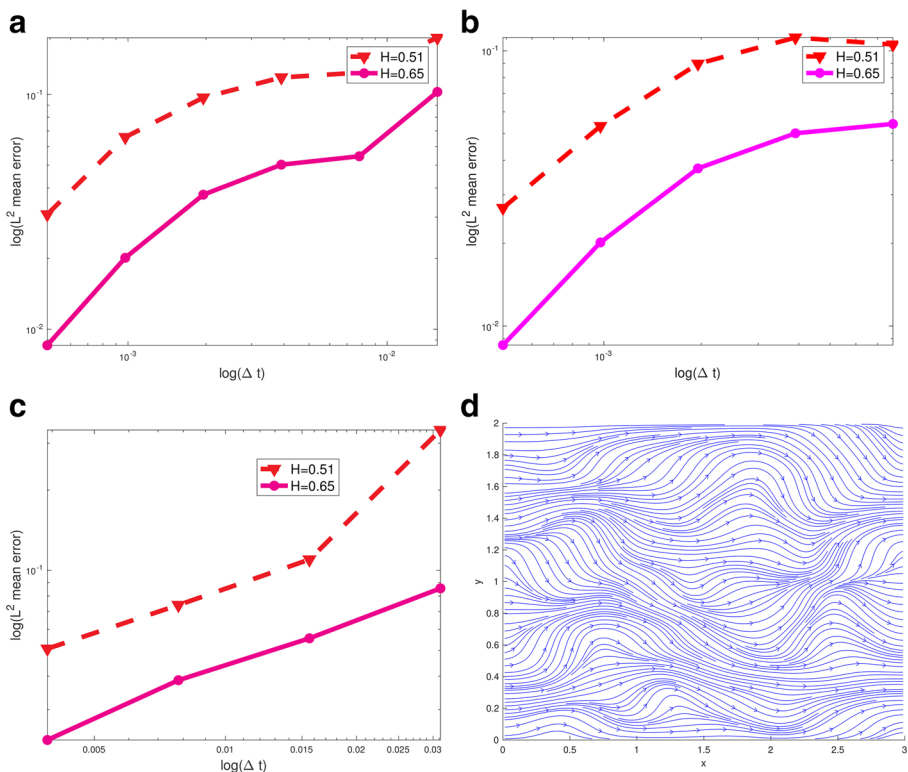 a
10⁻¹
10⁻²
log(L² mean error)
H=0.51
H=0.65
10⁻³
10⁻²
log(Δ t)
b
10⁻¹
10⁻²
log(L² mean error)
H=0.51
H=0.65
10⁻³
log(Δ t)
c
10⁻¹
log(L² mean error)
H=0.51
H=0.65
0.005 0.01 0.015 0.02 0.025 0.03
log(Δ t)
d
y
2
1.8
1.6
1.4
1.2
y
1
0.8
0.6
0.4
0.2
0
0 0.5 1 1.5 2 2.5 3
x